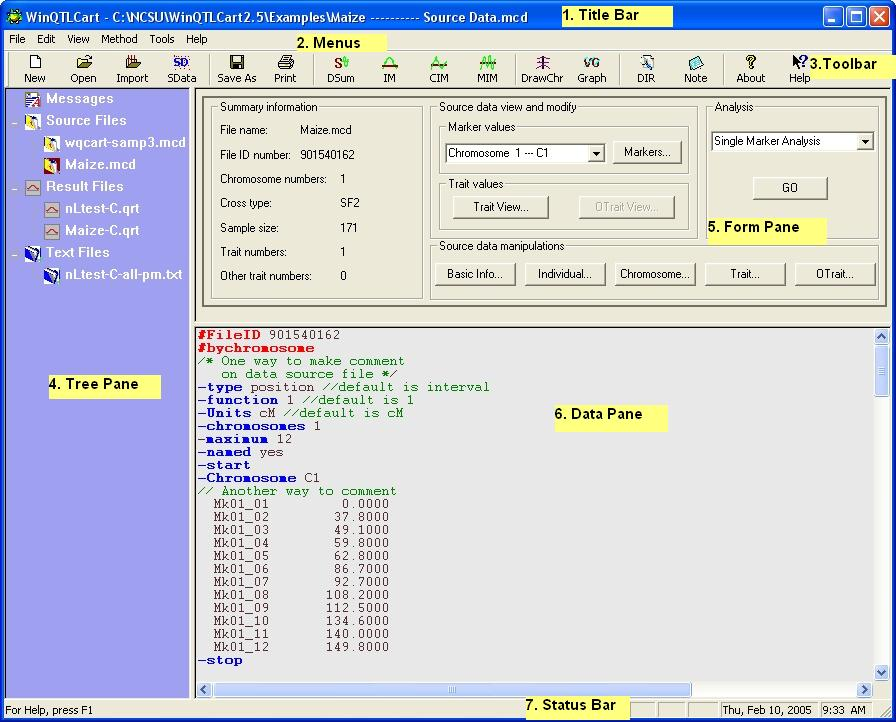 WinQTLCart - C:\NCSU\WinQTLCart2.5\Examples\Maize ---------- Source Data.mcd
1. Title Bar
File Edit View Method Tools Help
2. Menus
New Open Import SData Save As Print DSum IM CIM MIM DrawChr Graph DIR Note About Help
3.Toolbar
Messages
Source Files
wqcart-samp3.mcd
Maize.mcd
Result Files
nLtest-C.qrt
Maize-C.qrt
Text Files
nLtest-C-all-pm.txt
4. Tree Pane
Summary information
File name: Maize.mcd
File ID number: 901540162
Chromosome numbers: 1
Cross type: SF2
Sample size: 171
Trait numbers: 1
Other trait numbers: 0
Source data view and modify
Marker values
Chromosome 1 --- C1 Markers...
Trait values
Trait View... OTrait View...
Analysis
Single Marker Analysis
GO
5. Form Pane
Source data manipulations
Basic Info... Individual... Chromosome... Trait... OTrait...
#FileID 901540162
#bychromosome
/* One way to make comment
on data source file */
-type position //default is interval
-function 1 //default is 1
-Units cM //default is cM
-chromosomes 1
-maximum 12
-named yes
-start
-Chromosome C1
// Another way to comment
Mk01_01 0.0000
Mk01_02 37.8000
Mk01_03 49.1000
Mk01_04 59.8000
Mk01_05 62.8000
Mk01_06 86.7000
Mk01_07 92.7000
Mk01_08 108.2000
Mk01_09 112.5000
Mk01_10 134.6000
Mk01_11 140.0000
Mk01_12 149.8000
-stop
6. Data Pane
For Help, press F1
7. Status Bar
Thu, Feb 10, 2005 9:33 AM